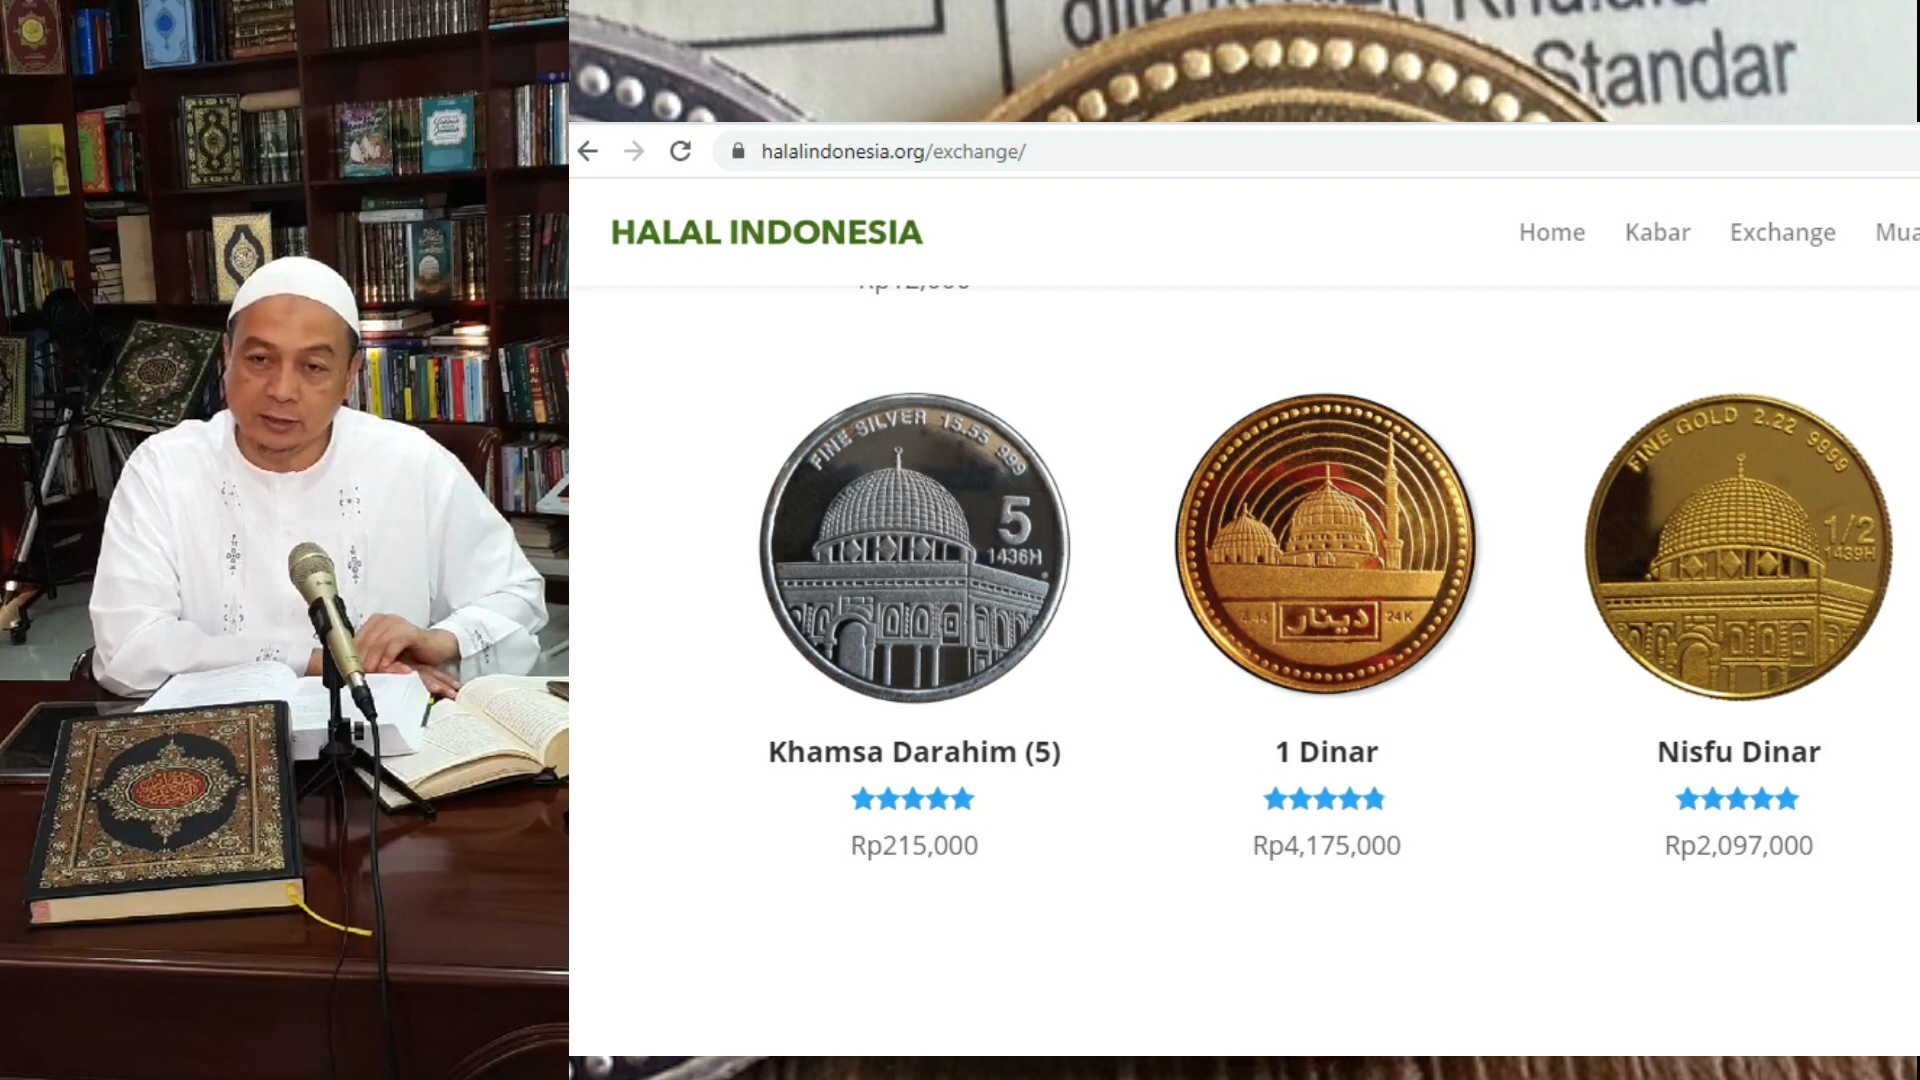 Standar
halalindonesia.org/exchange/
HALAL INDONESIA
Home Kabar Exchange
FINE SILVER 15.55 999
5
1436H
دينار
24K
FINE GOLD 2.22 9999
1/2
1439H
Khamsa Darahim (5)
1 Dinar
Nisfu Dinar
Rp215,000
Rp4,175,000
Rp2,097,000